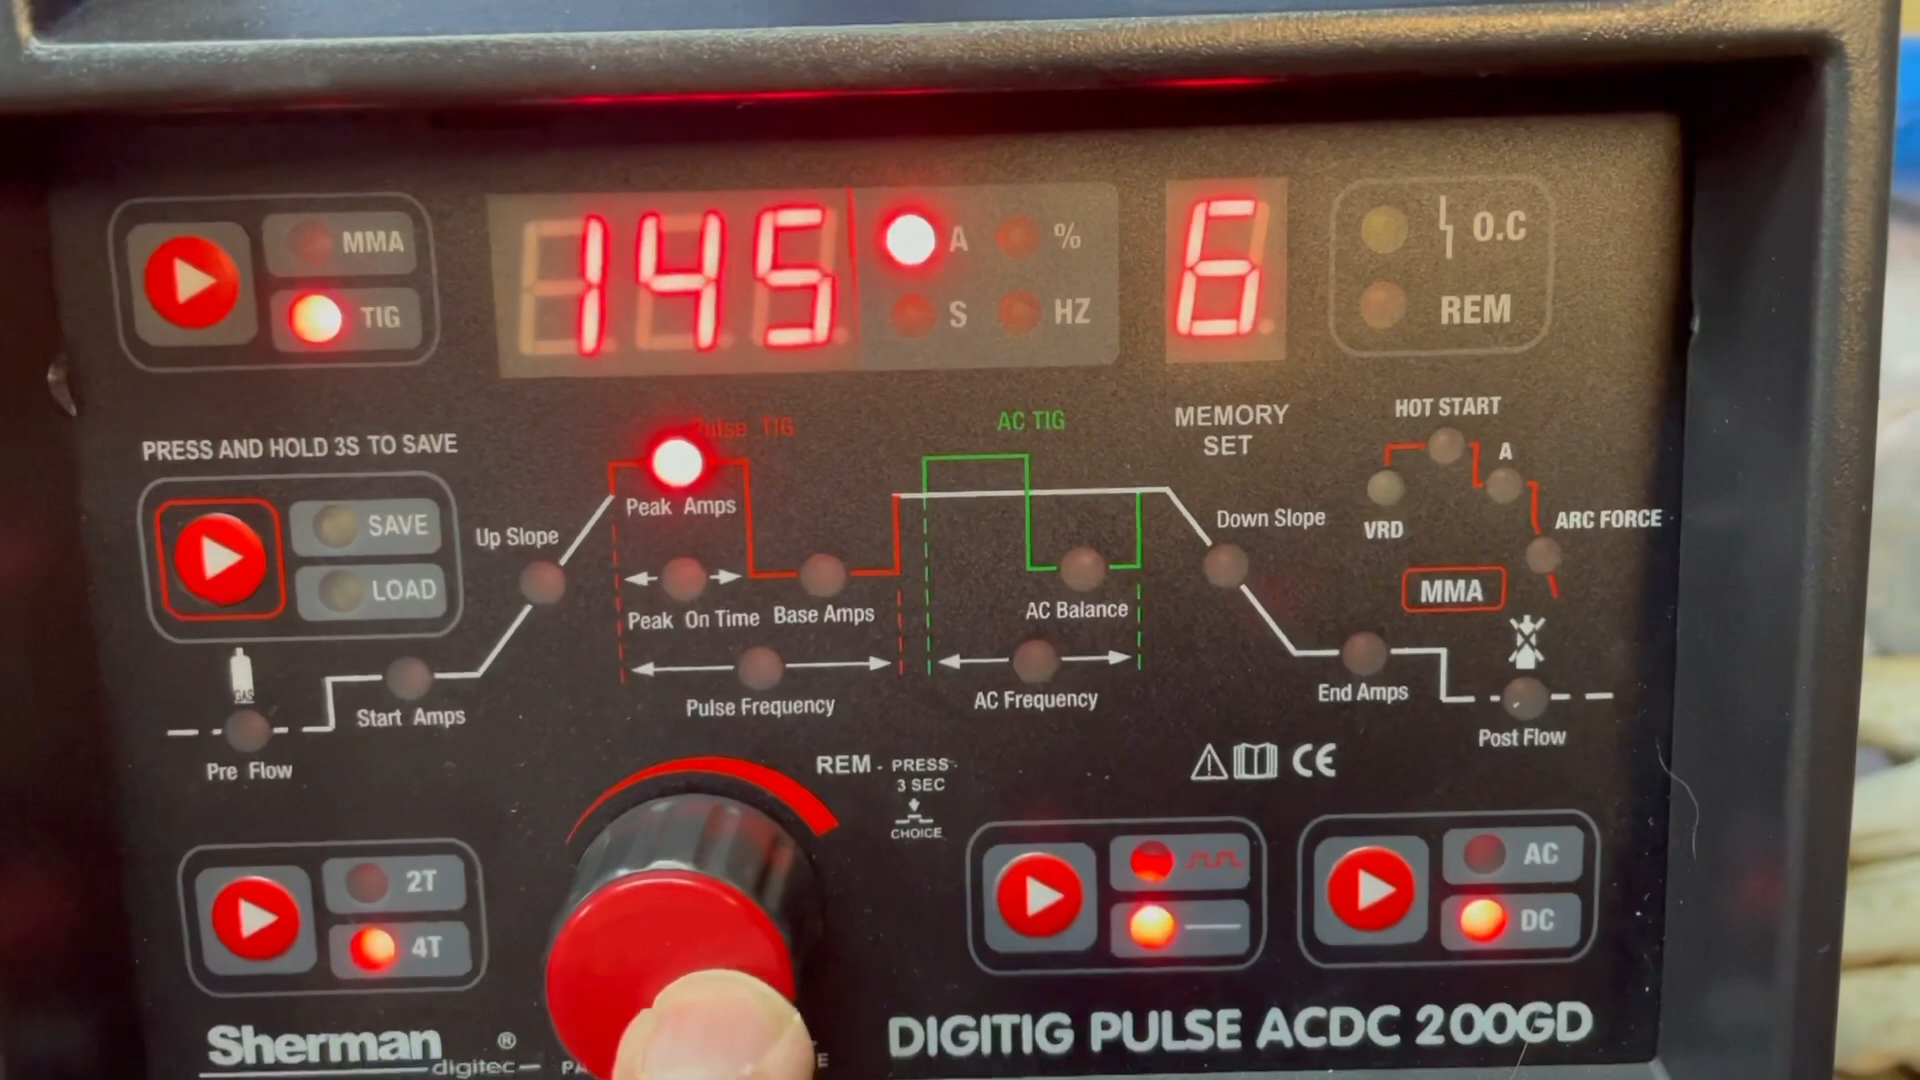 MMA
TIG
145
A
%
S
HZ
6
O.C
REM
PRESS AND HOLD 3S TO SAVE
SAVE
LOAD
Pulse TIG
AC TIG
MEMORY
SET
HOT START
A
VRD
ARC FORCE
MMA
Up Slope
Peak Amps
Peak On Time
Base Amps
AC Balance
Down Slope
GAS
Pre Flow
Start Amps
Pulse Frequency
AC Frequency
End Amps
Post Flow
REM - PRESS
3 SEC
CHOICE
CE
2T
4T
AC
DC
Sherman®
digitec
DIGITIG PULSE ACDC 200GD